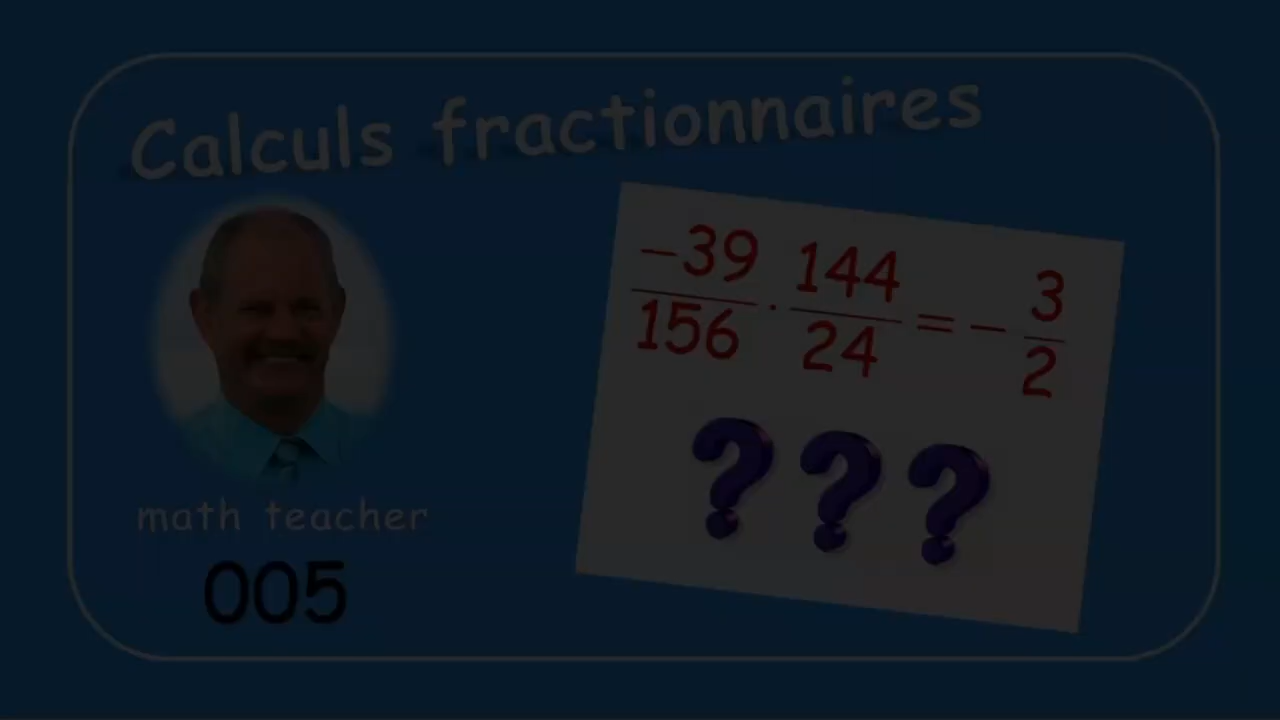 Calculs fractionnaires
−39/156 · 144/24 = − 3/2
???
math teacher
005